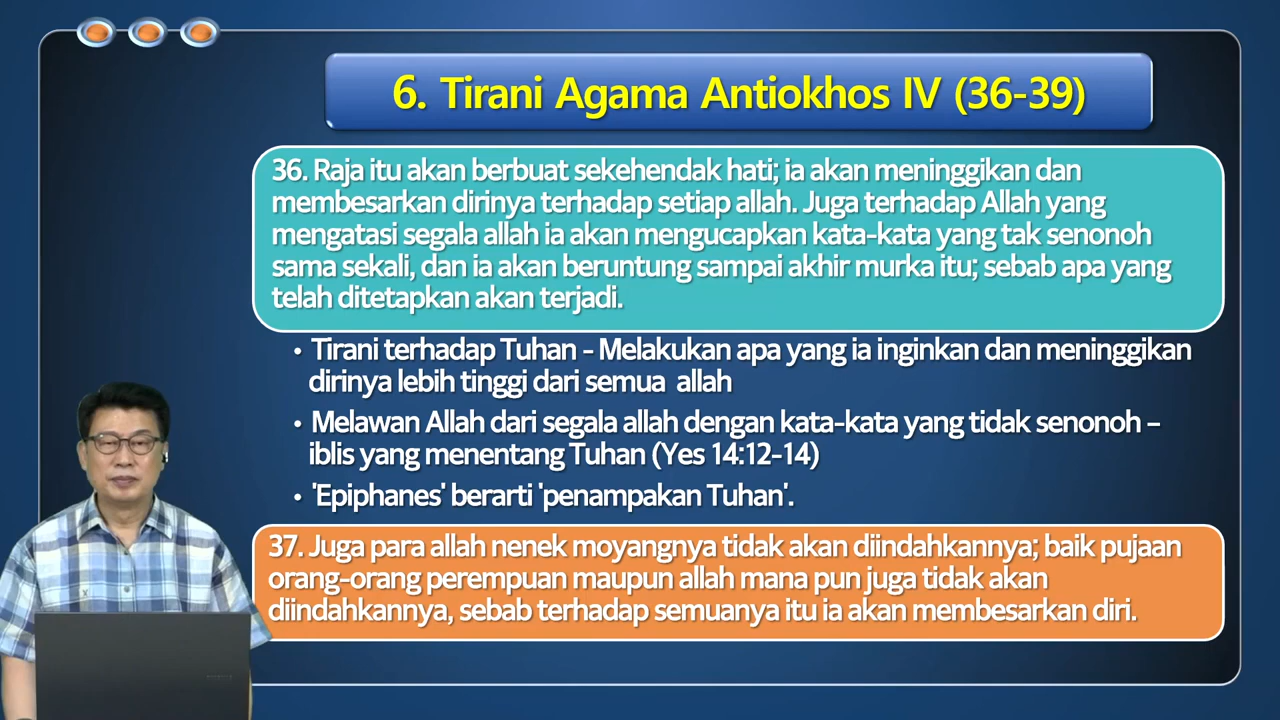 6. Tirani Agama Antiokhos IV (36-39)
36. Raja itu akan berbuat sekehendak hati; ia akan meninggikan dan
membesarkan dirinya terhadap setiap allah. Juga terhadap Allah yang
mengatasi segala allah ia akan mengucapkan kata-kata yang tak senonoh
sama sekali, dan ia akan beruntung sampai akhir murka itu; sebab apa yang
telah ditetapkan akan terjadi.
• Tirani terhadap Tuhan - Melakukan apa yang ia inginkan dan meninggikan
dirinya lebih tinggi dari semua allah
• Melawan Allah dari segala allah dengan kata-kata yang tidak senonoh –
iblis yang menentang Tuhan (Yes 14:12-14)
• 'Epiphanes' berarti 'penampakan Tuhan'.
37. Juga para allah nenek moyangnya tidak akan diindahkannya; baik pujaan
orang-orang perempuan maupun allah mana pun juga tidak akan
diindahkannya, sebab terhadap semuanya itu ia akan membesarkan diri.